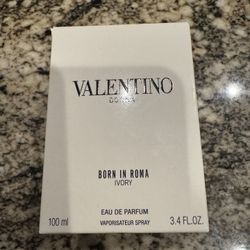 VALENTINO
DONNA
BORN IN ROMA
IVORY
EAU DE PARFUM
VAPORISATEUR SPRAY
100 ml
3.4 FL.OZ.